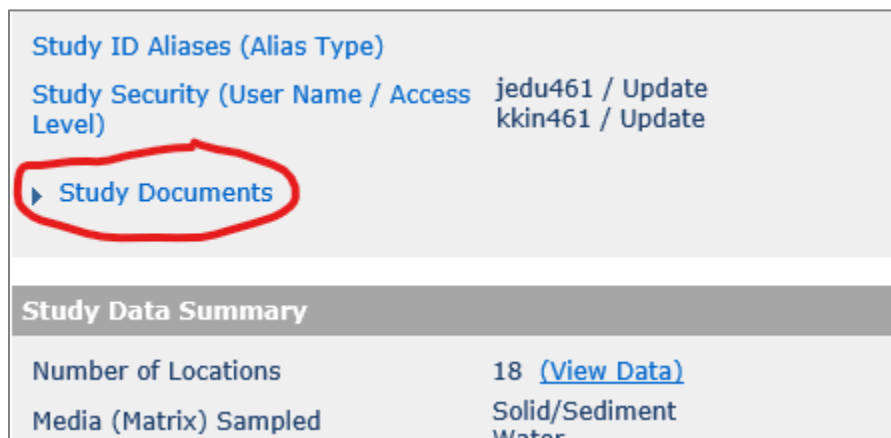 Study ID Aliases (Alias Type)
Study Security (User Name / Access Level)
jedu461 / Update
kkin461 / Update
Study Documents
Study Data Summary
Number of Locations 18 (View Data)
Media (Matrix) Sampled Solid/Sediment
Water